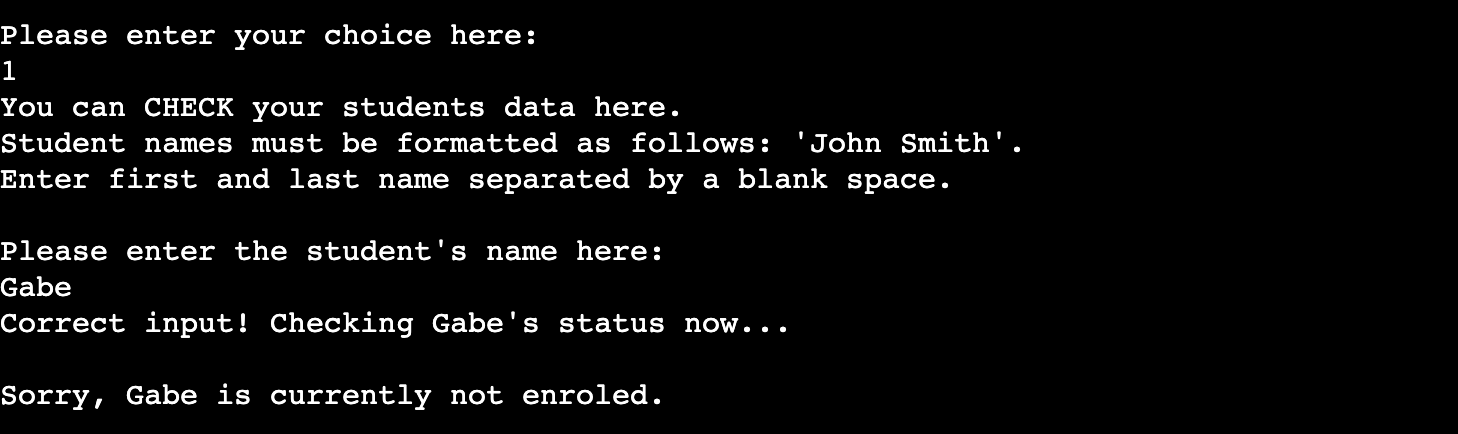 Please enter your choice here:
1
You can CHECK your students data here.
Student names must be formatted as follows: 'John Smith'.
Enter first and last name separated by a blank space.
Please enter the student's name here:
Gabe
Correct input! Checking Gabe's status now...
Sorry, Gabe is currently not enroled.